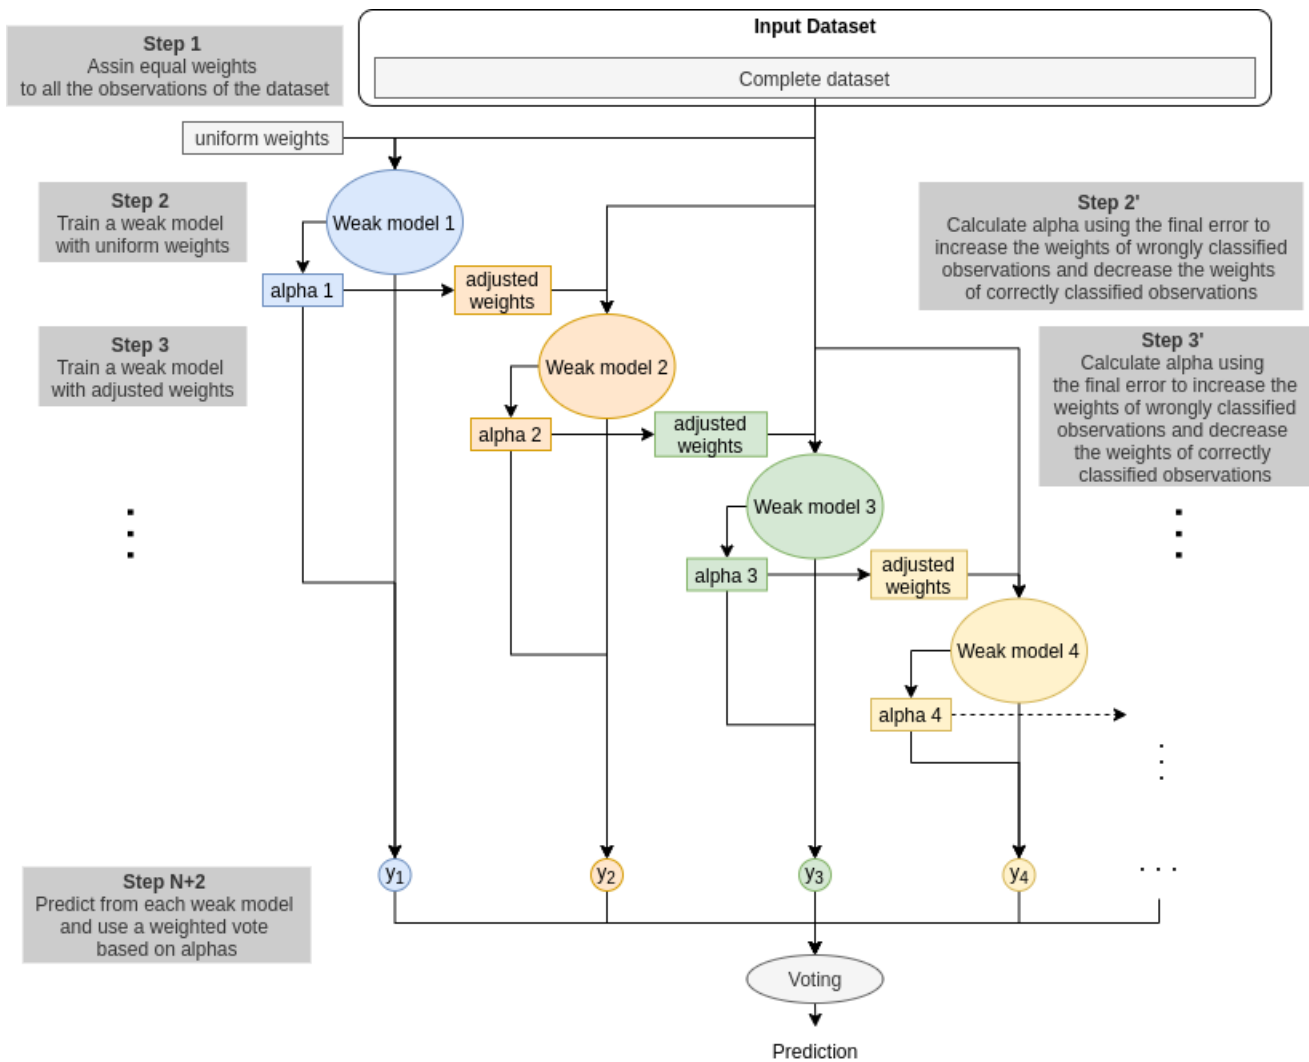 Input Dataset
Complete dataset
Step 1
Assin equal weights
to all the observations of the dataset
uniform weights
Step 2
Train a weak model
with uniform weights
Weak model 1
alpha 1
adjusted
weights
Step 2'
Calculate alpha using the final error to
increase the weights of wrongly classified
observations and decrease the weights
of correctly classified observations
Step 3
Train a weak model
with adjusted weights
Weak model 2
alpha 2
adjusted
weights
Step 3'
Calculate alpha using
the final error to increase the
weights of wrongly classified
observations and decrease
the weights of correctly
classified observations
Weak model 3
alpha 3
adjusted
weights
Weak model 4
alpha 4
y1
y2
y3
y4
. . .
Step N+2
Predict from each weak model
and use a weighted vote
based on alphas
Voting
Prediction